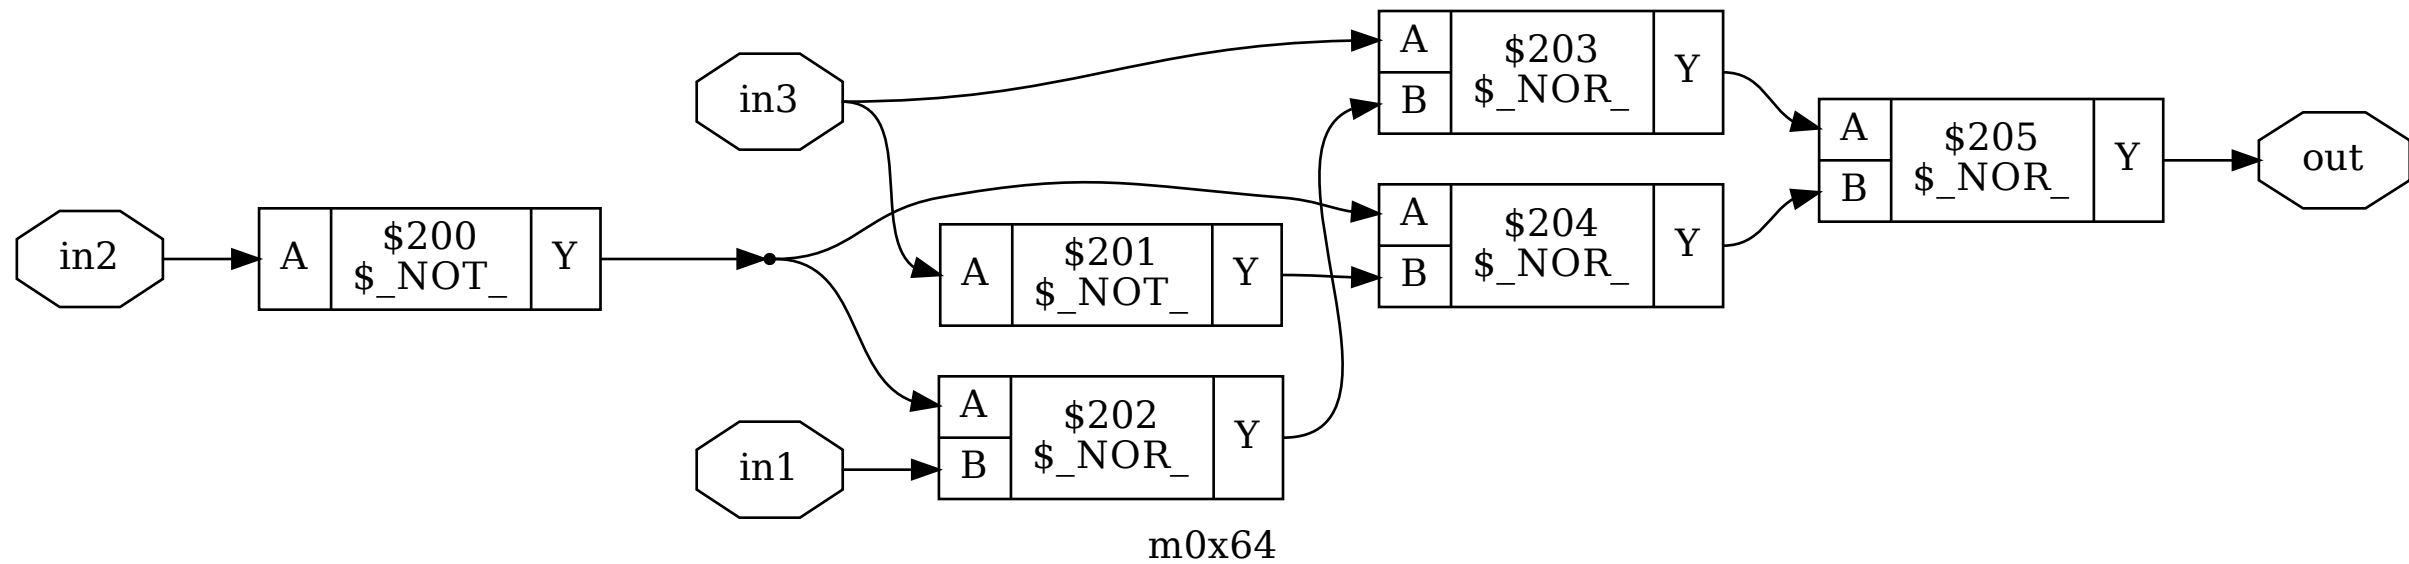 in2
A
$200
$_NOT_
Y
in3
in1
A
$201
$_NOT_
Y
A
B
$202
$_NOR_
Y
A
B
$203
$_NOR_
Y
A
B
$204
$_NOR_
Y
A
B
$205
$_NOR_
Y
out
m0x64